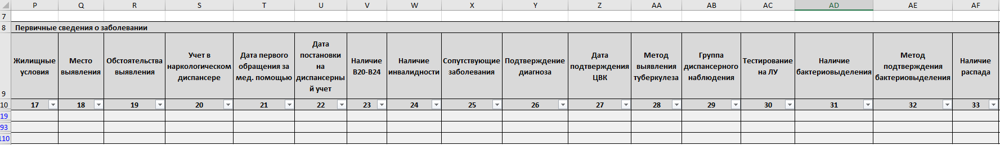 P Q R S T U V W X Y Z AA AB AC AD AE AF
7
8 Первичные сведения о заболевании
9
Жилищные
условия
Место
выявления
Обстоятельства
выявления
Учет в
наркологическом
диспансере
Дата первого
обращения за
мед. помощью
Дата
постановки
на
диспансерны
й учет
Наличие
В20-В24
Наличие
инвалидности
Сопутствующие
заболевания
Подтверждение
диагноза
Дата
подтверждения
ЦВК
Метод
выявления
туберкулеза
Группа
диспансерного
наблюдения
Тестирование
на ЛУ
Наличие
бактериовыделения
Метод
подтверждения
бактериовыделения
Наличие
распада
10 17 18 19 20 21 22 23 24 25 26 27 28 29 30 31 32 33
19
93
110